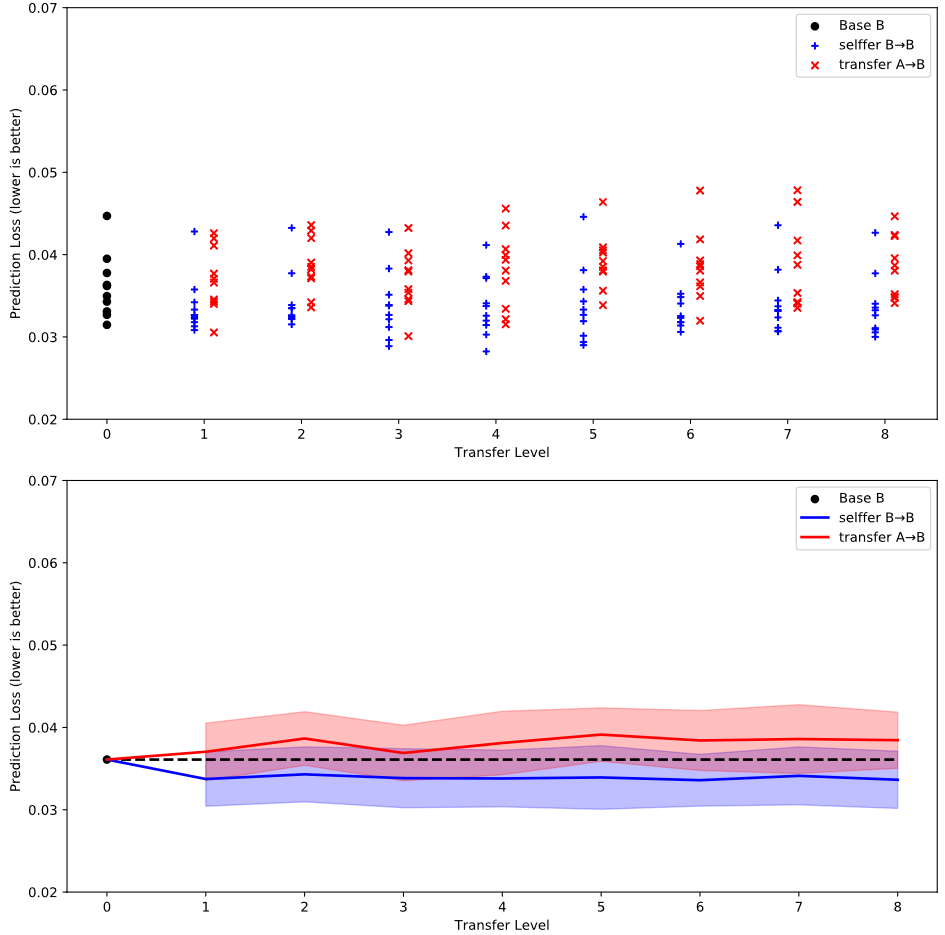 0.07
0.06
0.05
0.04
0.03
0.02
Prediction Loss (lower is better)
Base B
selffer B→B
transfer A→B
0 1 2 3 4 5 6 7 8
Transfer Level
0.07
0.06
0.05
0.04
0.03
0.02
Prediction Loss (lower is better)
Base B
selffer B→B
transfer A→B
0 1 2 3 4 5 6 7 8
Transfer Level